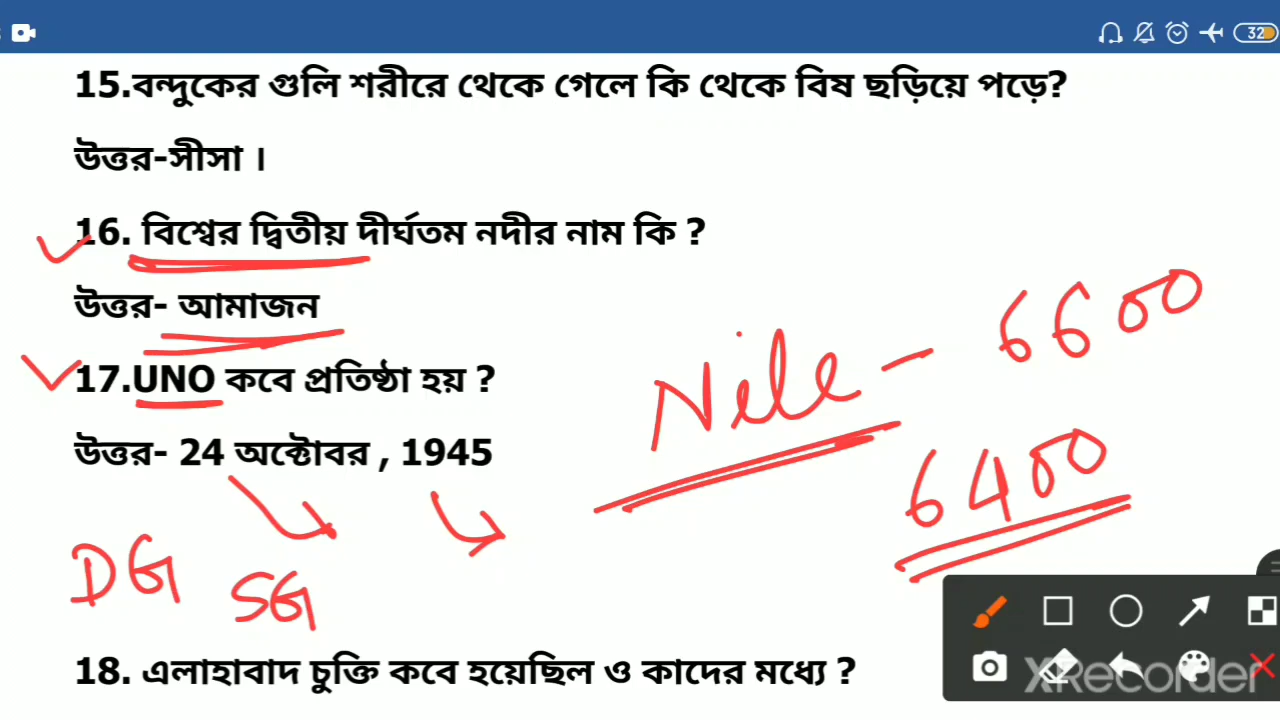 32
15.বন্দুকের গুলি শরীরে থেকে গেলে কি থেকে বিষ ছড়িয়ে পড়ে?
উত্তর-সীসা ।
16. বিশ্বের দ্বিতীয় দীর্ঘতম নদীর নাম কি ?
উত্তর- আমাজন
17.UNO কবে প্রতিষ্ঠা হয় ?
Nile - 6600
উত্তর- 24 অক্টোবর , 1945
6400
DG SG
18. এলাহাবাদ চুক্তি কবে হয়েছিল ও কাদের মধ্যে ?
XRecorder